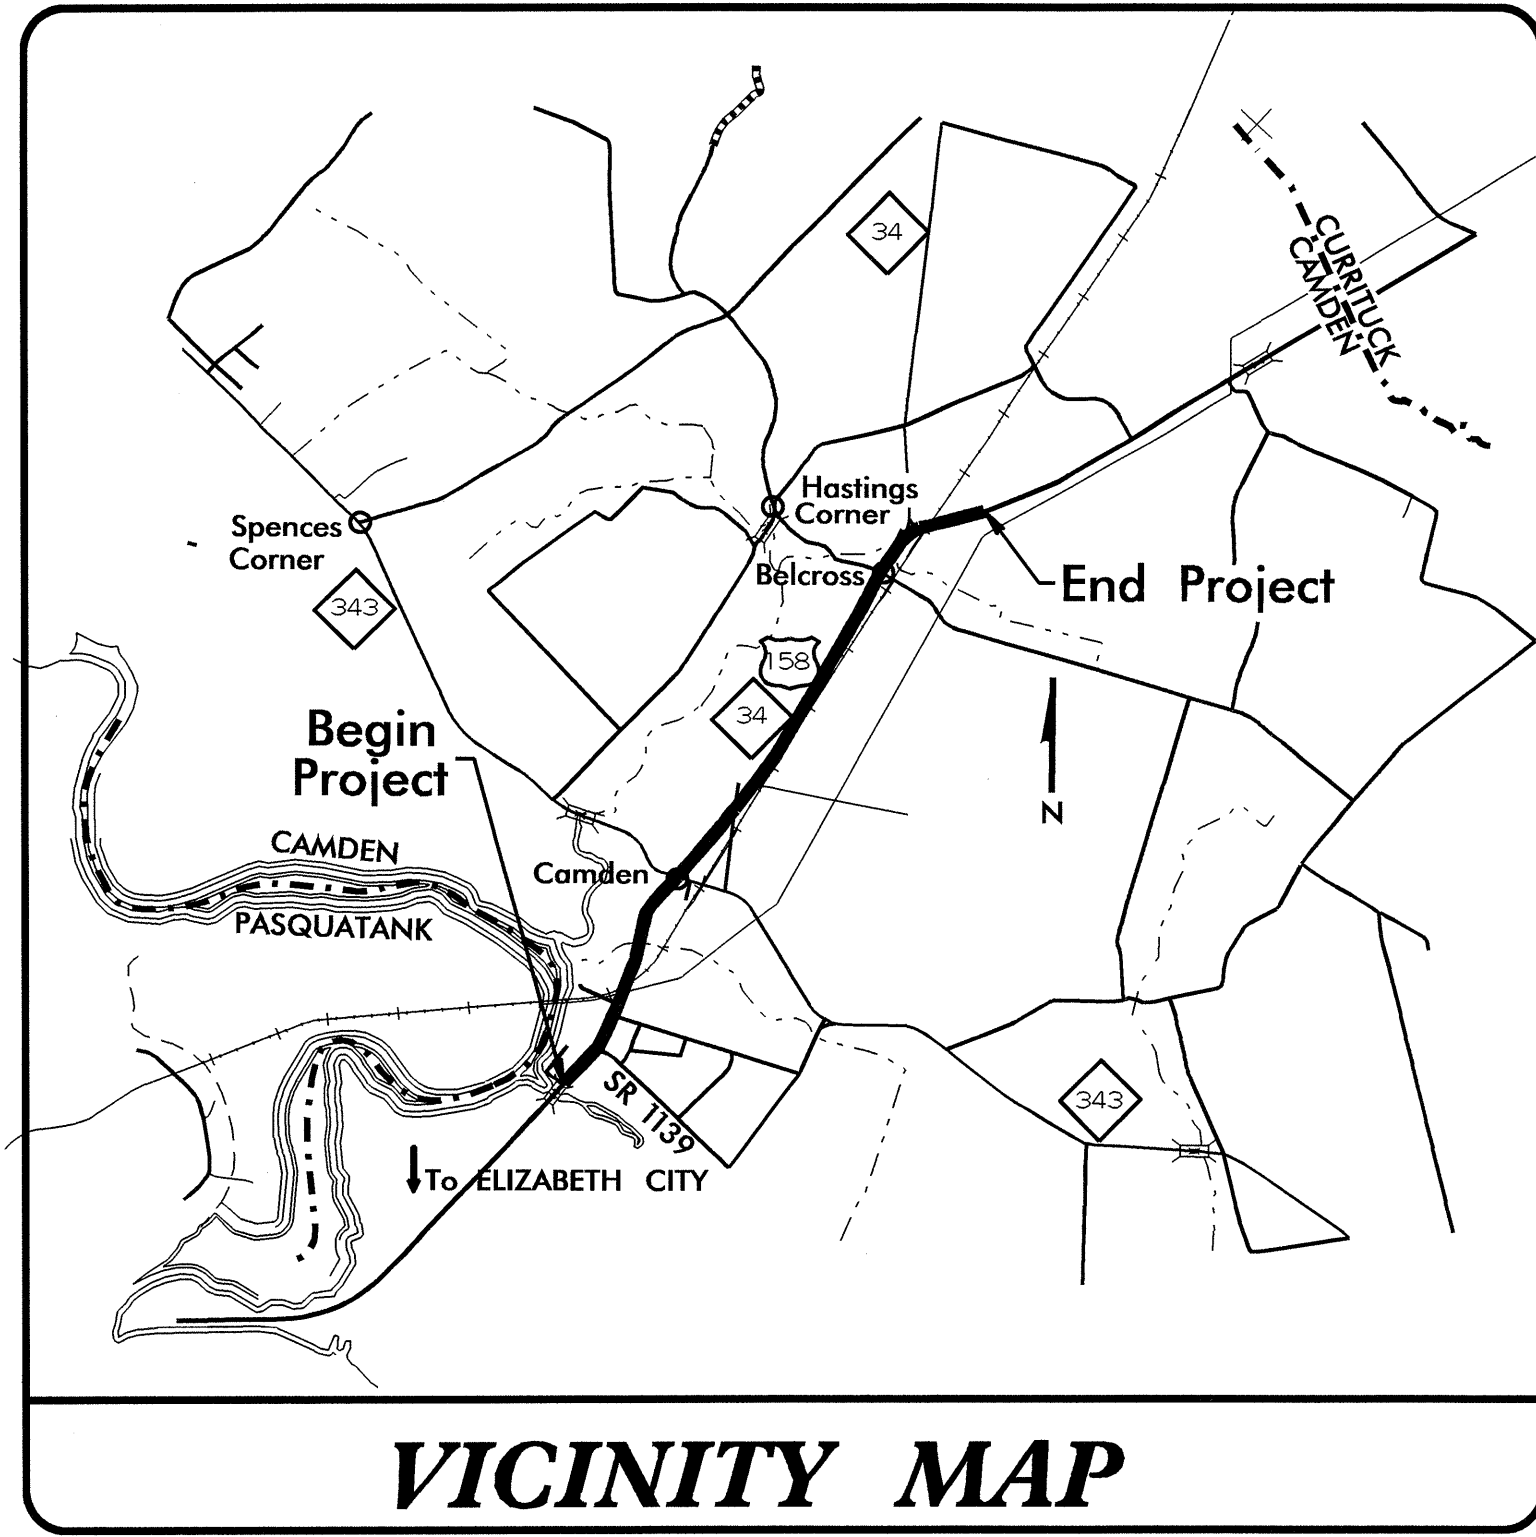 34
CURRITUCK
CAMDEN
Hastings
Corner
Spences
Corner
Belcross
End Project
343
158
34
Begin
Project
N
CAMDEN
Camden
PASQUATANK
SR 1139
343
To ELIZABETH CITY
VICINITY MAP